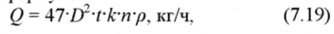 Q = 47·D²·t·k·n·ρ, кг/ч, (7.19)